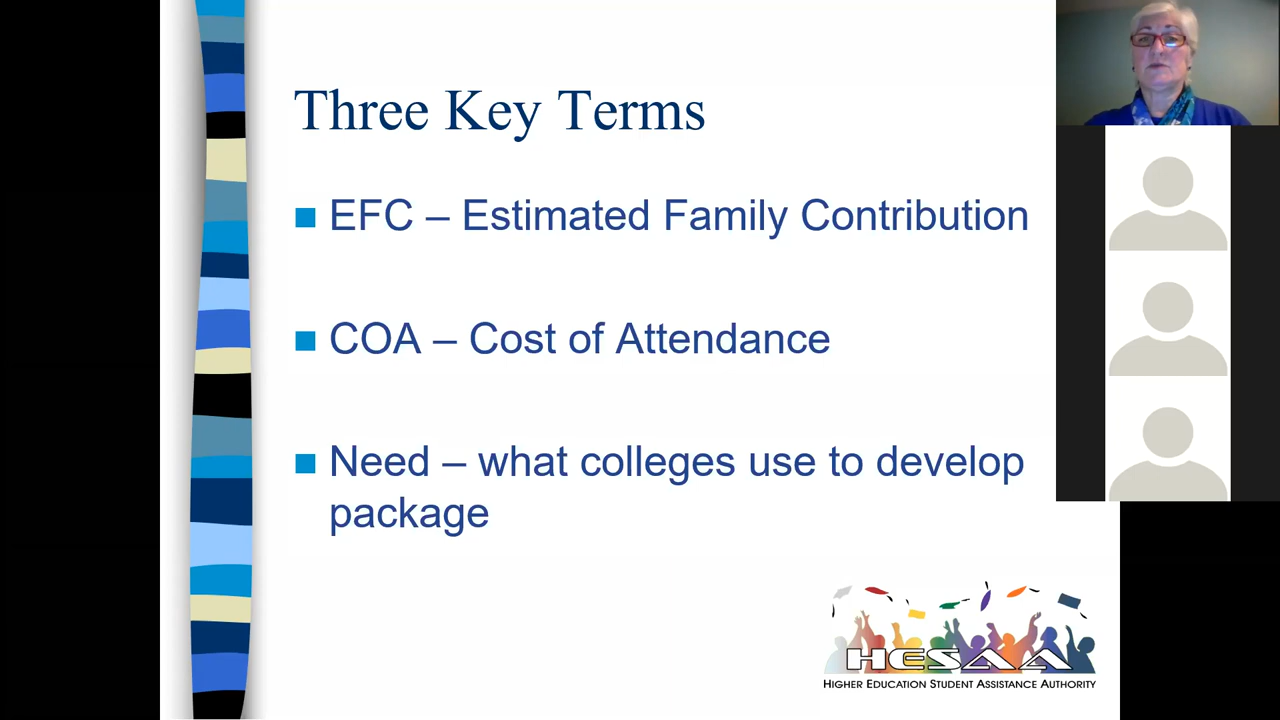 Three Key Terms
EFC – Estimated Family Contribution
COA – Cost of Attendance
Need – what colleges use to develop
package
HESAA
HIGHER EDUCATION STUDENT ASSISTANCE AUTHORITY